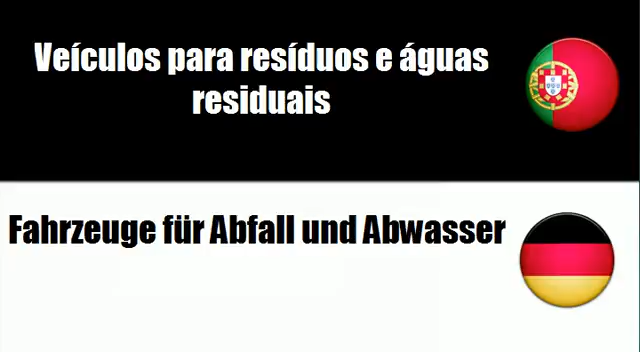 Veículos para resíduos e águas
residuais
Fahrzeuge für Abfall und Abwasser